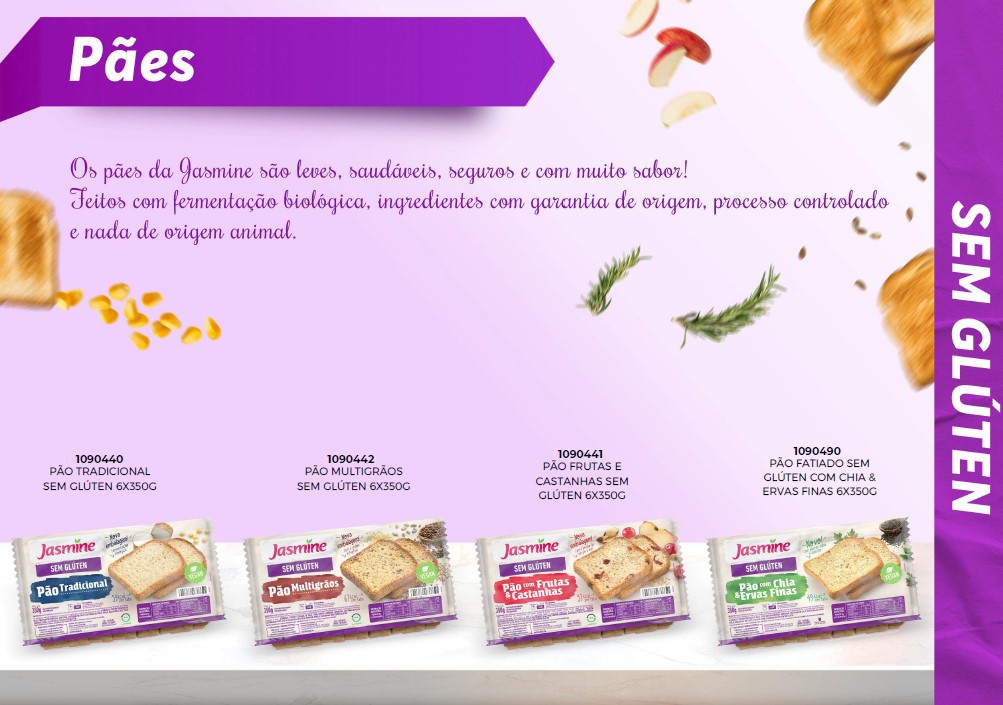 Pães
Os pães da Jasmine são leves, saudáveis, seguros e com muito sabor!
Feitos com fermentação biológica, ingredientes com garantia de origem, processo controlado
e nada de origem animal.
SEM GLÚTEN
1090440
PÃO TRADICIONAL
SEM GLÚTEN 6X350G
1090442
PÃO MULTIGRÃOS
SEM GLÚTEN 6X350G
1090441
PÃO FRUTAS E
CASTANHAS SEM
GLÚTEN 6X350G
1090490
PÃO FATIADO SEM
GLÚTEN COM CHIA &
ERVAS FINAS 6X350G
Jasmine
SEM GLÚTEN
Pão Tradicional
VEGAN
Jasmine
SEM GLÚTEN
Pão Multigrãos
VEGAN
Jasmine
SEM GLÚTEN
Pão com Frutas
& Castanhas
Jasmine
SEM GLÚTEN
Pão com Chia
& Ervas Finas
VEGAN